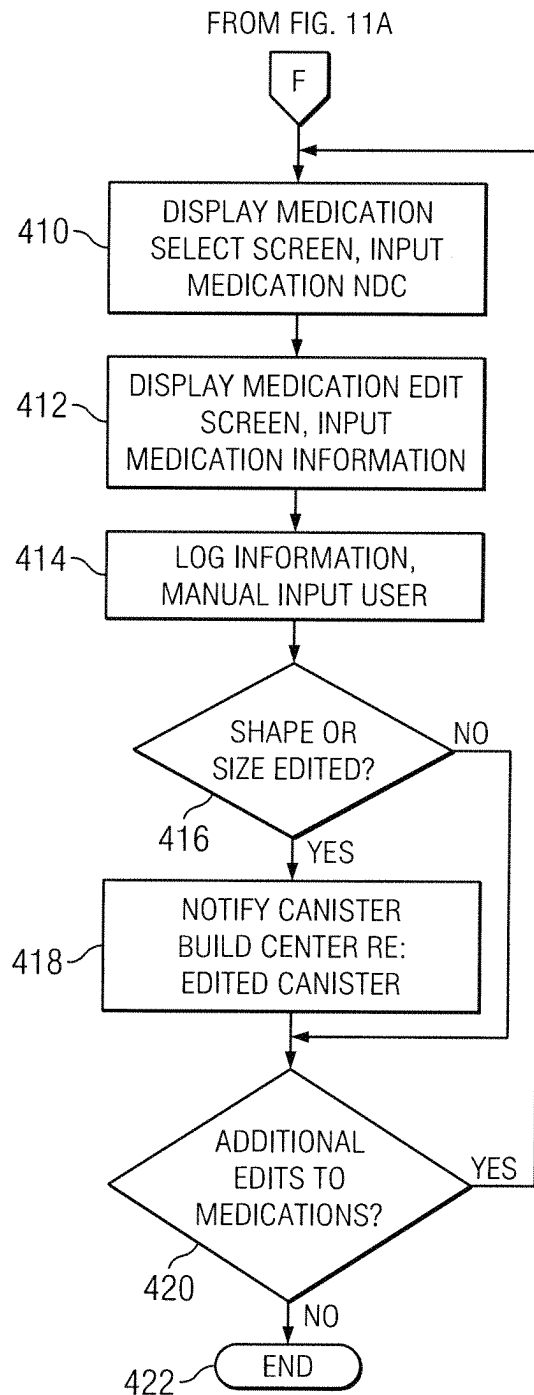 FROM FIG. 11A
F
410
DISPLAY MEDICATION
SELECT SCREEN, INPUT
MEDICATION NDC
412
DISPLAY MEDICATION EDIT
SCREEN, INPUT
MEDICATION INFORMATION
414
LOG INFORMATION,
MANUAL INPUT USER
SHAPE OR
SIZE EDITED?
NO
416
YES
418
NOTIFY CANISTER
BUILD CENTER RE:
EDITED CANISTER
ADDITIONAL
EDITS TO
MEDICATIONS?
YES
420
NO
422
END